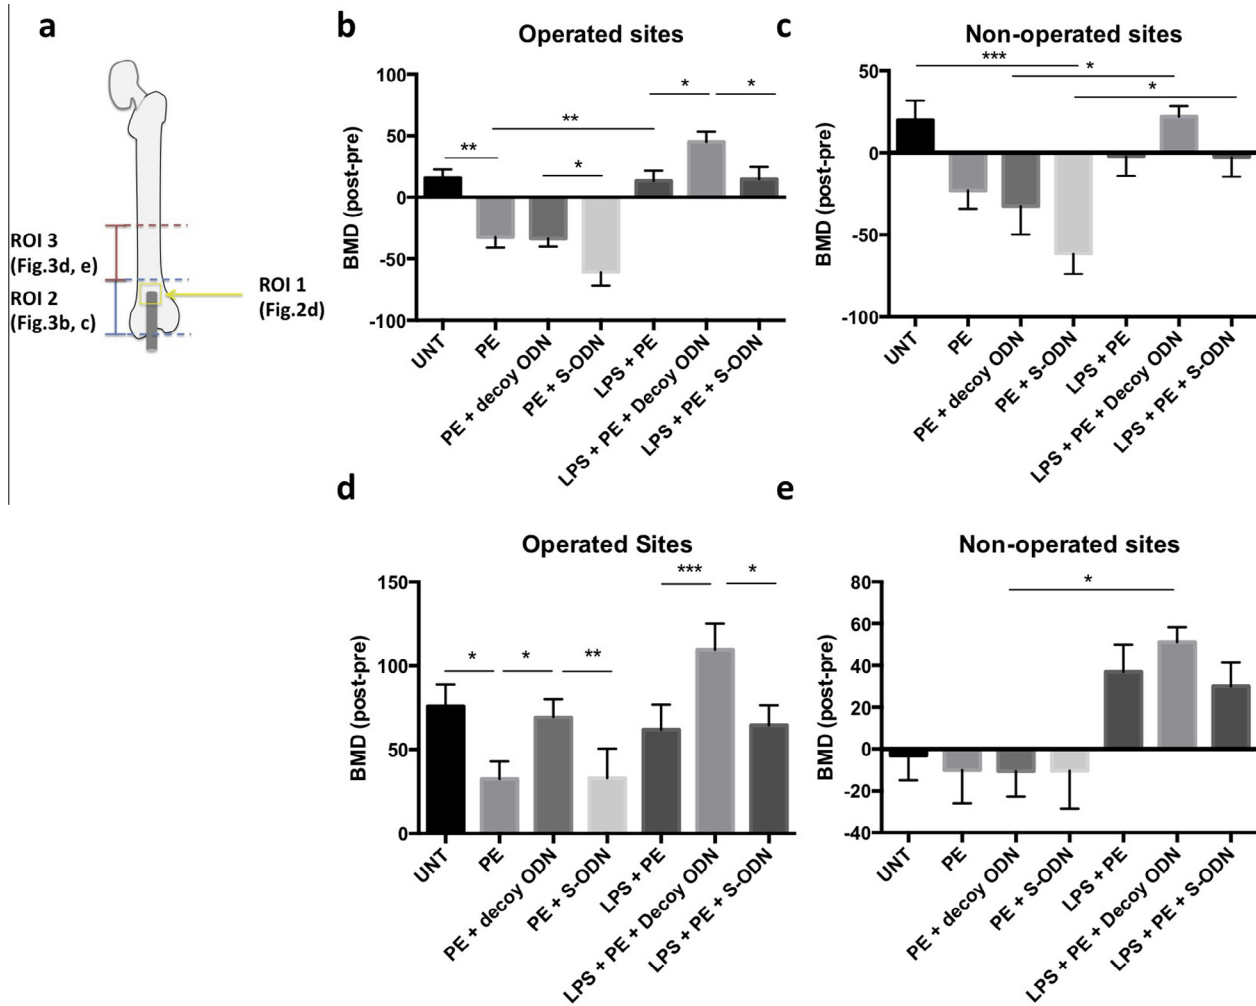 a
ROI 3
(Fig.3d, e)
ROI 2
(Fig.3b, c)
ROI 1
(Fig.2d)
b
Operated sites
BMD (post-pre)
100
50
0
-50
-100
**
**
*
*
*
UNT
PE
PE + decoy ODN
PE + S-ODN
LPS + PE
LPS + PE + Decoy ODN
LPS + PE + S-ODN
c
Non-operated sites
BMD (post-pre)
50
0
-50
-100
***
*
*
UNT
PE
PE + decoy ODN
PE + S-ODN
LPS + PE
LPS + PE + Decoy ODN
LPS + PE + S-ODN
d
Operated Sites
BMD (post-pre)
150
100
50
0
*
*
**
***
*
UNT
PE
PE + decoy ODN
PE + S-ODN
LPS + PE
LPS + PE + Decoy ODN
LPS + PE + S-ODN
e
Non-operated sites
BMD (post-pre)
80
60
40
20
0
-20
-40
*
UNT
PE
PE + decoy ODN
PE + S-ODN
LPS + PE
LPS + PE + Decoy ODN
LPS + PE + S-ODN